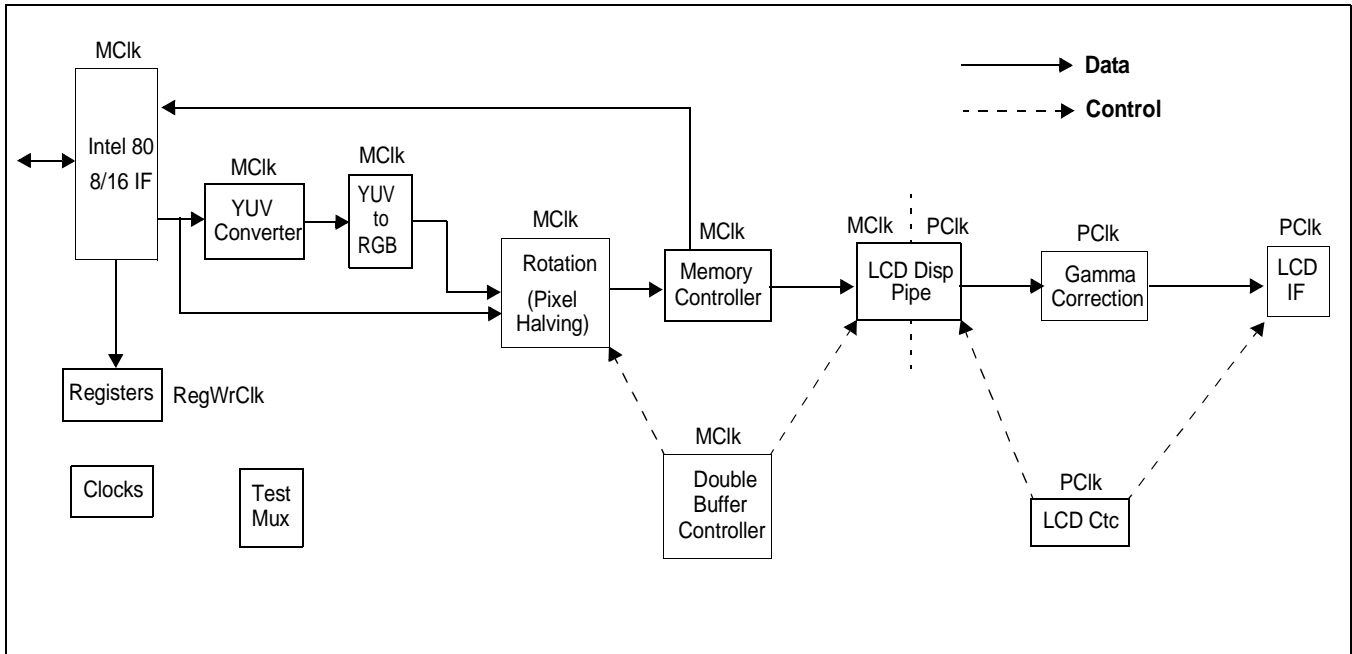 MClk
Data
Control
Intel 80
8/16 IF
MClk
YUV
Converter
MClk
YUV
to
RGB
MClk
Rotation
(Pixel
Halving)
MClk
Memory
Controller
MClk
PClk
LCD Disp
Pipe
PClk
Gamma
Correction
PClk
LCD
IF
Registers
RegWrClk
Clocks
Test
Mux
MClk
Double
Buffer
Controller
PClk
LCD Ctc